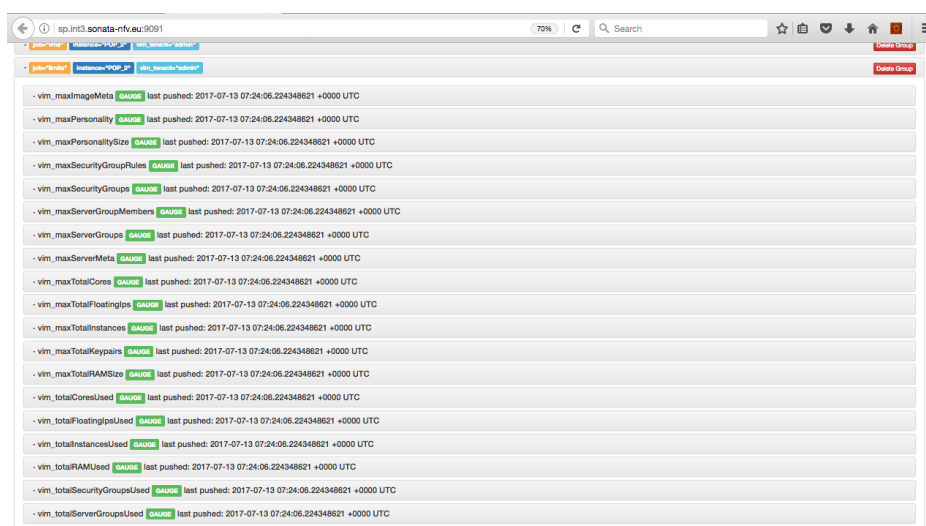 sp.int3.sonata-nfv.eu:9091 70% Search
job="vms" instance="POP_2" vim_tenant="admin" Delete Group
job="limits" instance="POP_2" vim_tenant="admin" Delete Group
vim_maxImageMeta GAUGE last pushed: 2017-07-13 07:24:06.224348621 +0000 UTC
vim_maxPersonality GAUGE last pushed: 2017-07-13 07:24:06.224348621 +0000 UTC
vim_maxPersonalitySize GAUGE last pushed: 2017-07-13 07:24:06.224348621 +0000 UTC
vim_maxSecurityGroupRules GAUGE last pushed: 2017-07-13 07:24:06.224348621 +0000 UTC
vim_maxSecurityGroups GAUGE last pushed: 2017-07-13 07:24:06.224348621 +0000 UTC
vim_maxServerGroupMembers GAUGE last pushed: 2017-07-13 07:24:06.224348621 +0000 UTC
vim_maxServerGroups GAUGE last pushed: 2017-07-13 07:24:06.224348621 +0000 UTC
vim_maxServerMeta GAUGE last pushed: 2017-07-13 07:24:06.224348621 +0000 UTC
vim_maxTotalCores GAUGE last pushed: 2017-07-13 07:24:06.224348621 +0000 UTC
vim_maxTotalFloatingIps GAUGE last pushed: 2017-07-13 07:24:06.224348621 +0000 UTC
vim_maxTotalInstances GAUGE last pushed: 2017-07-13 07:24:06.224348621 +0000 UTC
vim_maxTotalKeypairs GAUGE last pushed: 2017-07-13 07:24:06.224348621 +0000 UTC
vim_maxTotalRAMSize GAUGE last pushed: 2017-07-13 07:24:06.224348621 +0000 UTC
vim_totalCoresUsed GAUGE last pushed: 2017-07-13 07:24:06.224348621 +0000 UTC
vim_totalFloatingIpsUsed GAUGE last pushed: 2017-07-13 07:24:06.224348621 +0000 UTC
vim_totalInstancesUsed GAUGE last pushed: 2017-07-13 07:24:06.224348621 +0000 UTC
vim_totalRAMUsed GAUGE last pushed: 2017-07-13 07:24:06.224348621 +0000 UTC
vim_totalSecurityGroupsUsed GAUGE last pushed: 2017-07-13 07:24:06.224348621 +0000 UTC
vim_totalServerGroupsUsed GAUGE last pushed: 2017-07-13 07:24:06.224348621 +0000 UTC